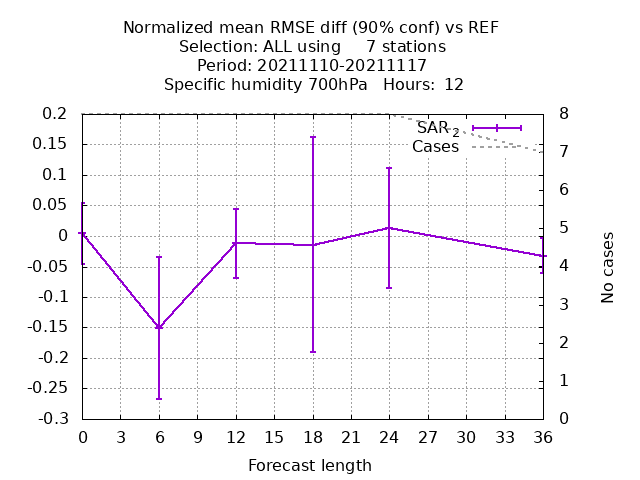 Normalized mean RMSE diff (90% conf) vs REF
Selection: ALL using 7 stations
Period: 20211110-20211117
Specific humidity 700hPa Hours: 12
0.2
0.15
0.1
0.05
0
-0.05
-0.1
-0.15
-0.2
-0.25
-0.3
SAR2
Cases
8
7
6
5
4
3
2
1
0
No cases
0 3 6 9 12 15 18 21 24 27 30 33 36
Forecast length